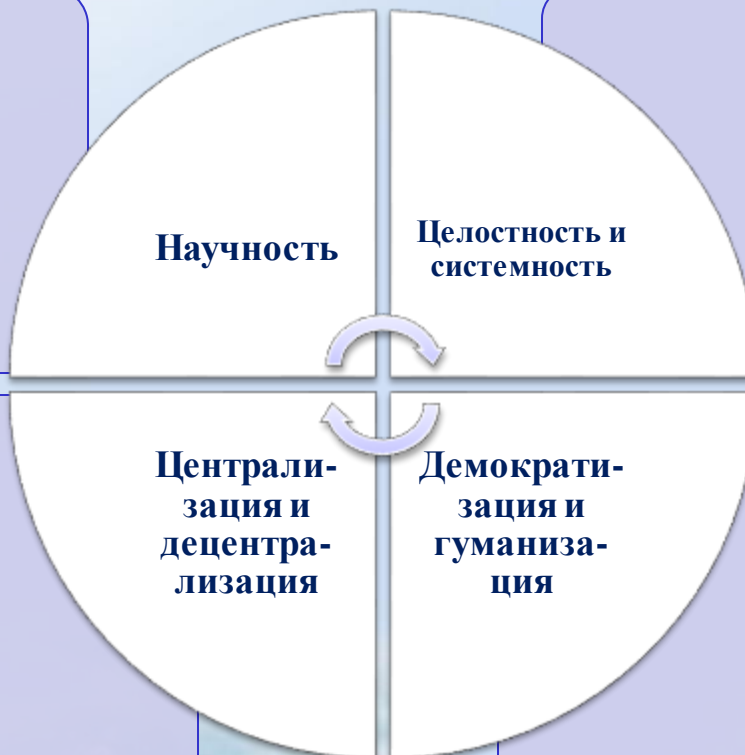 Научность
Целостность и
системность
Централи-
зация и
децентра-
лизация
Демократи-
зация и
гуманиза-
ция